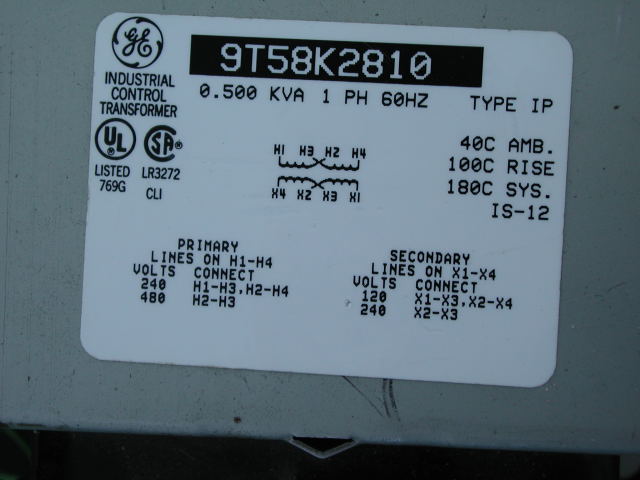 GE
9T58K2810
INDUSTRIAL
CONTROL
TRANSFORMER
0.500 KVA 1 PH 60HZ TYPE IP
UL ®
SA ®
LISTED LR3272
769G CLI
40C AMB.
100C RISE
180C SYS.
IS-12
H1 H3 H2 H4
X4 X2 X3 X1
PRIMARY
LINES ON H1-H4
VOLTS CONNECT
240 H1-H3,H2-H4
480 H2-H3
SECONDARY
LINES ON X1-X4
VOLTS CONNECT
120 X1-X3,X2-X4
240 X2-X3